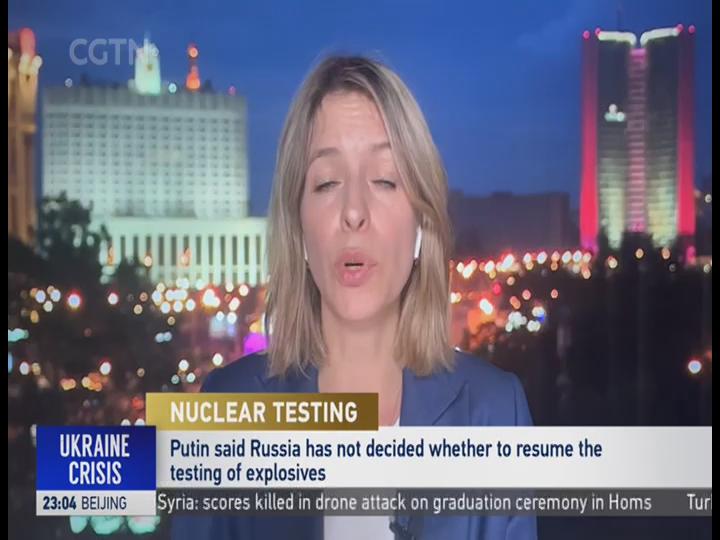 CGTN
NUCLEAR TESTING
UKRAINE
CRISIS
Putin said Russia has not decided whether to resume the
testing of explosives
23:04 BEIJING
Syria: scores killed in drone attack on graduation ceremony in Homs